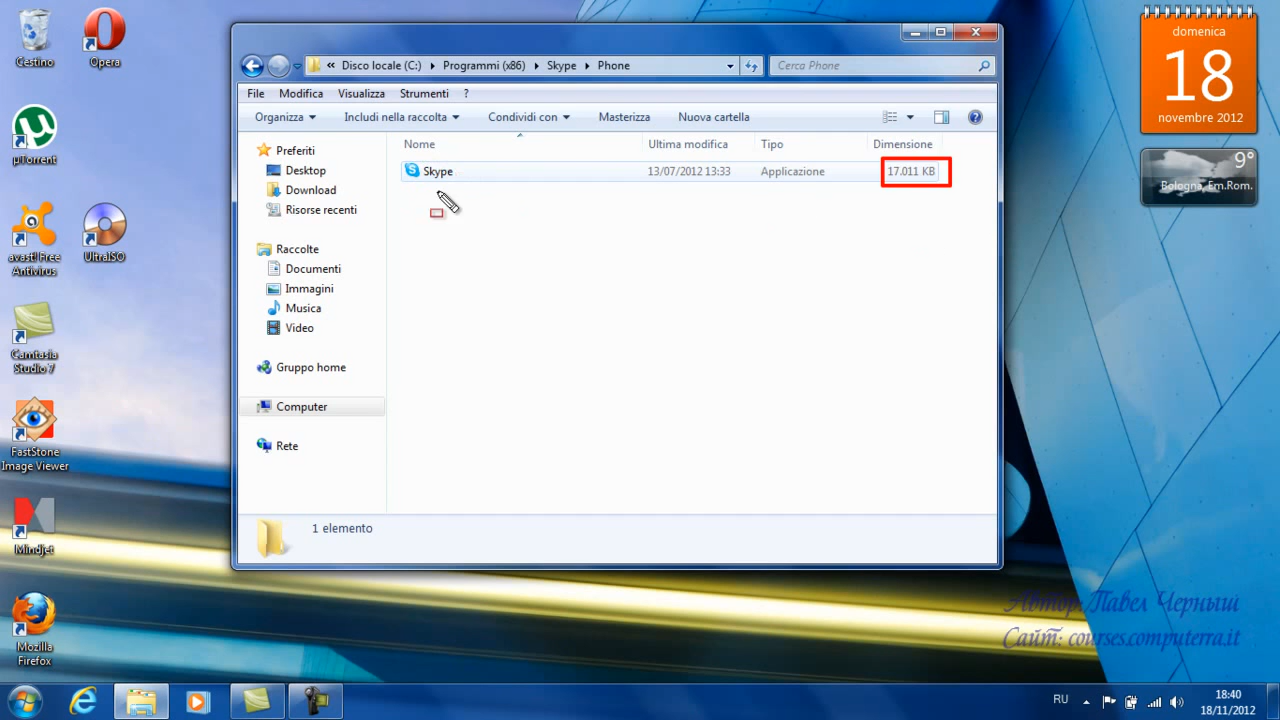 Cestino
Opera
µTorrent
avast! Free
Antivirus
UltraISO
Camtasia
Studio 7
FastStone
Image Viewer
Mindjet
Mozilla
Firefox
« Disco locale (C:) Programmi (x86) Skype Phone
Cerca Phone
File Modifica Visualizza Strumenti ?
Organizza Includi nella raccolta Condividi con Masterizza Nuova cartella
Nome Ultima modifica Tipo Dimensione
Skype 13/07/2012 13:33 Applicazione 17.011 KB
Preferiti
Desktop
Download
Risorse recenti
Raccolte
Documenti
Immagini
Musica
Video
Gruppo home
Computer
Rete
1 elemento
domenica
18
novembre 2012
9°
Bologna, Em.Rom.
Автор: Павел Черныш
Сайт: courses.computerra.it
RU
18:40
18/11/2012